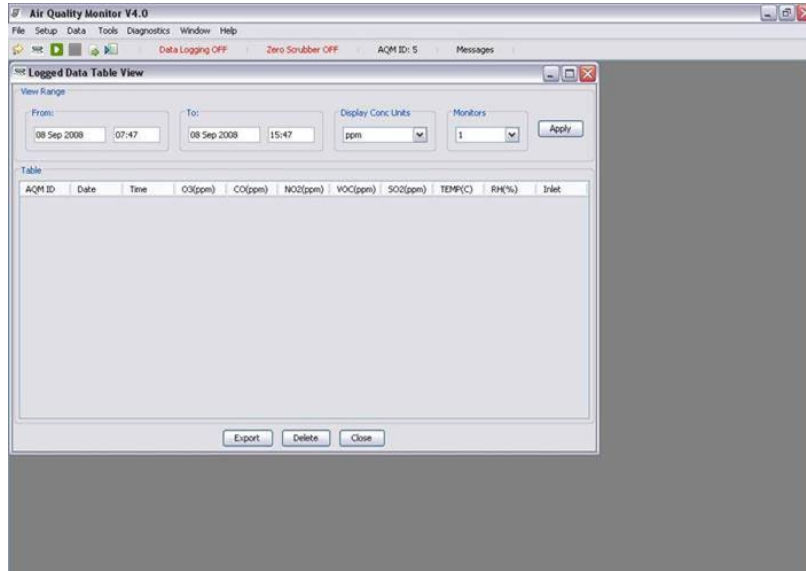 Air Quality Monitor V4.0
File Setup Data Tools Diagnostics Window Help
Data Logging OFF Zero Scrubber OFF AQM ID: 5 Messages
Logged Data Table View
View Range
From: To: Display Conc Units Monitors
08 Sep 2008 07:47 08 Sep 2008 15:47 ppm 1 Apply
Table
AQM ID Date Time O3(ppm) CO(ppm) NO2(ppm) VOC(ppm) SO2(ppm) TEMP(C) RH(%) Inlet
Export Delete Close